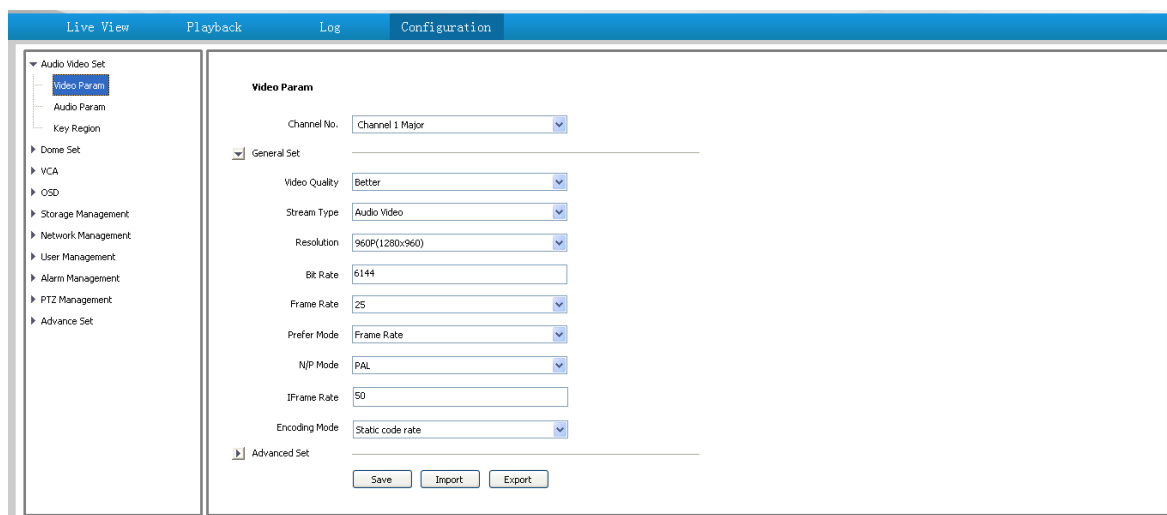 Live View Playback Log Configuration
Audio Video Set
Video Param
Audio Param
Key Region
Dome Set
VCA
OSD
Storage Management
Network Management
User Management
Alarm Management
PTZ Management
Advance Set
Video Param
Channel No. Channel 1 Major
General Set
Video Quality Better
Stream Type Audio Video
Resolution 960P(1280x960)
Bit Rate 6144
Frame Rate 25
Prefer Mode Frame Rate
N/P Mode PAL
IFrame Rate 50
Encoding Mode Static code rate
Advanced Set
Save Import Export